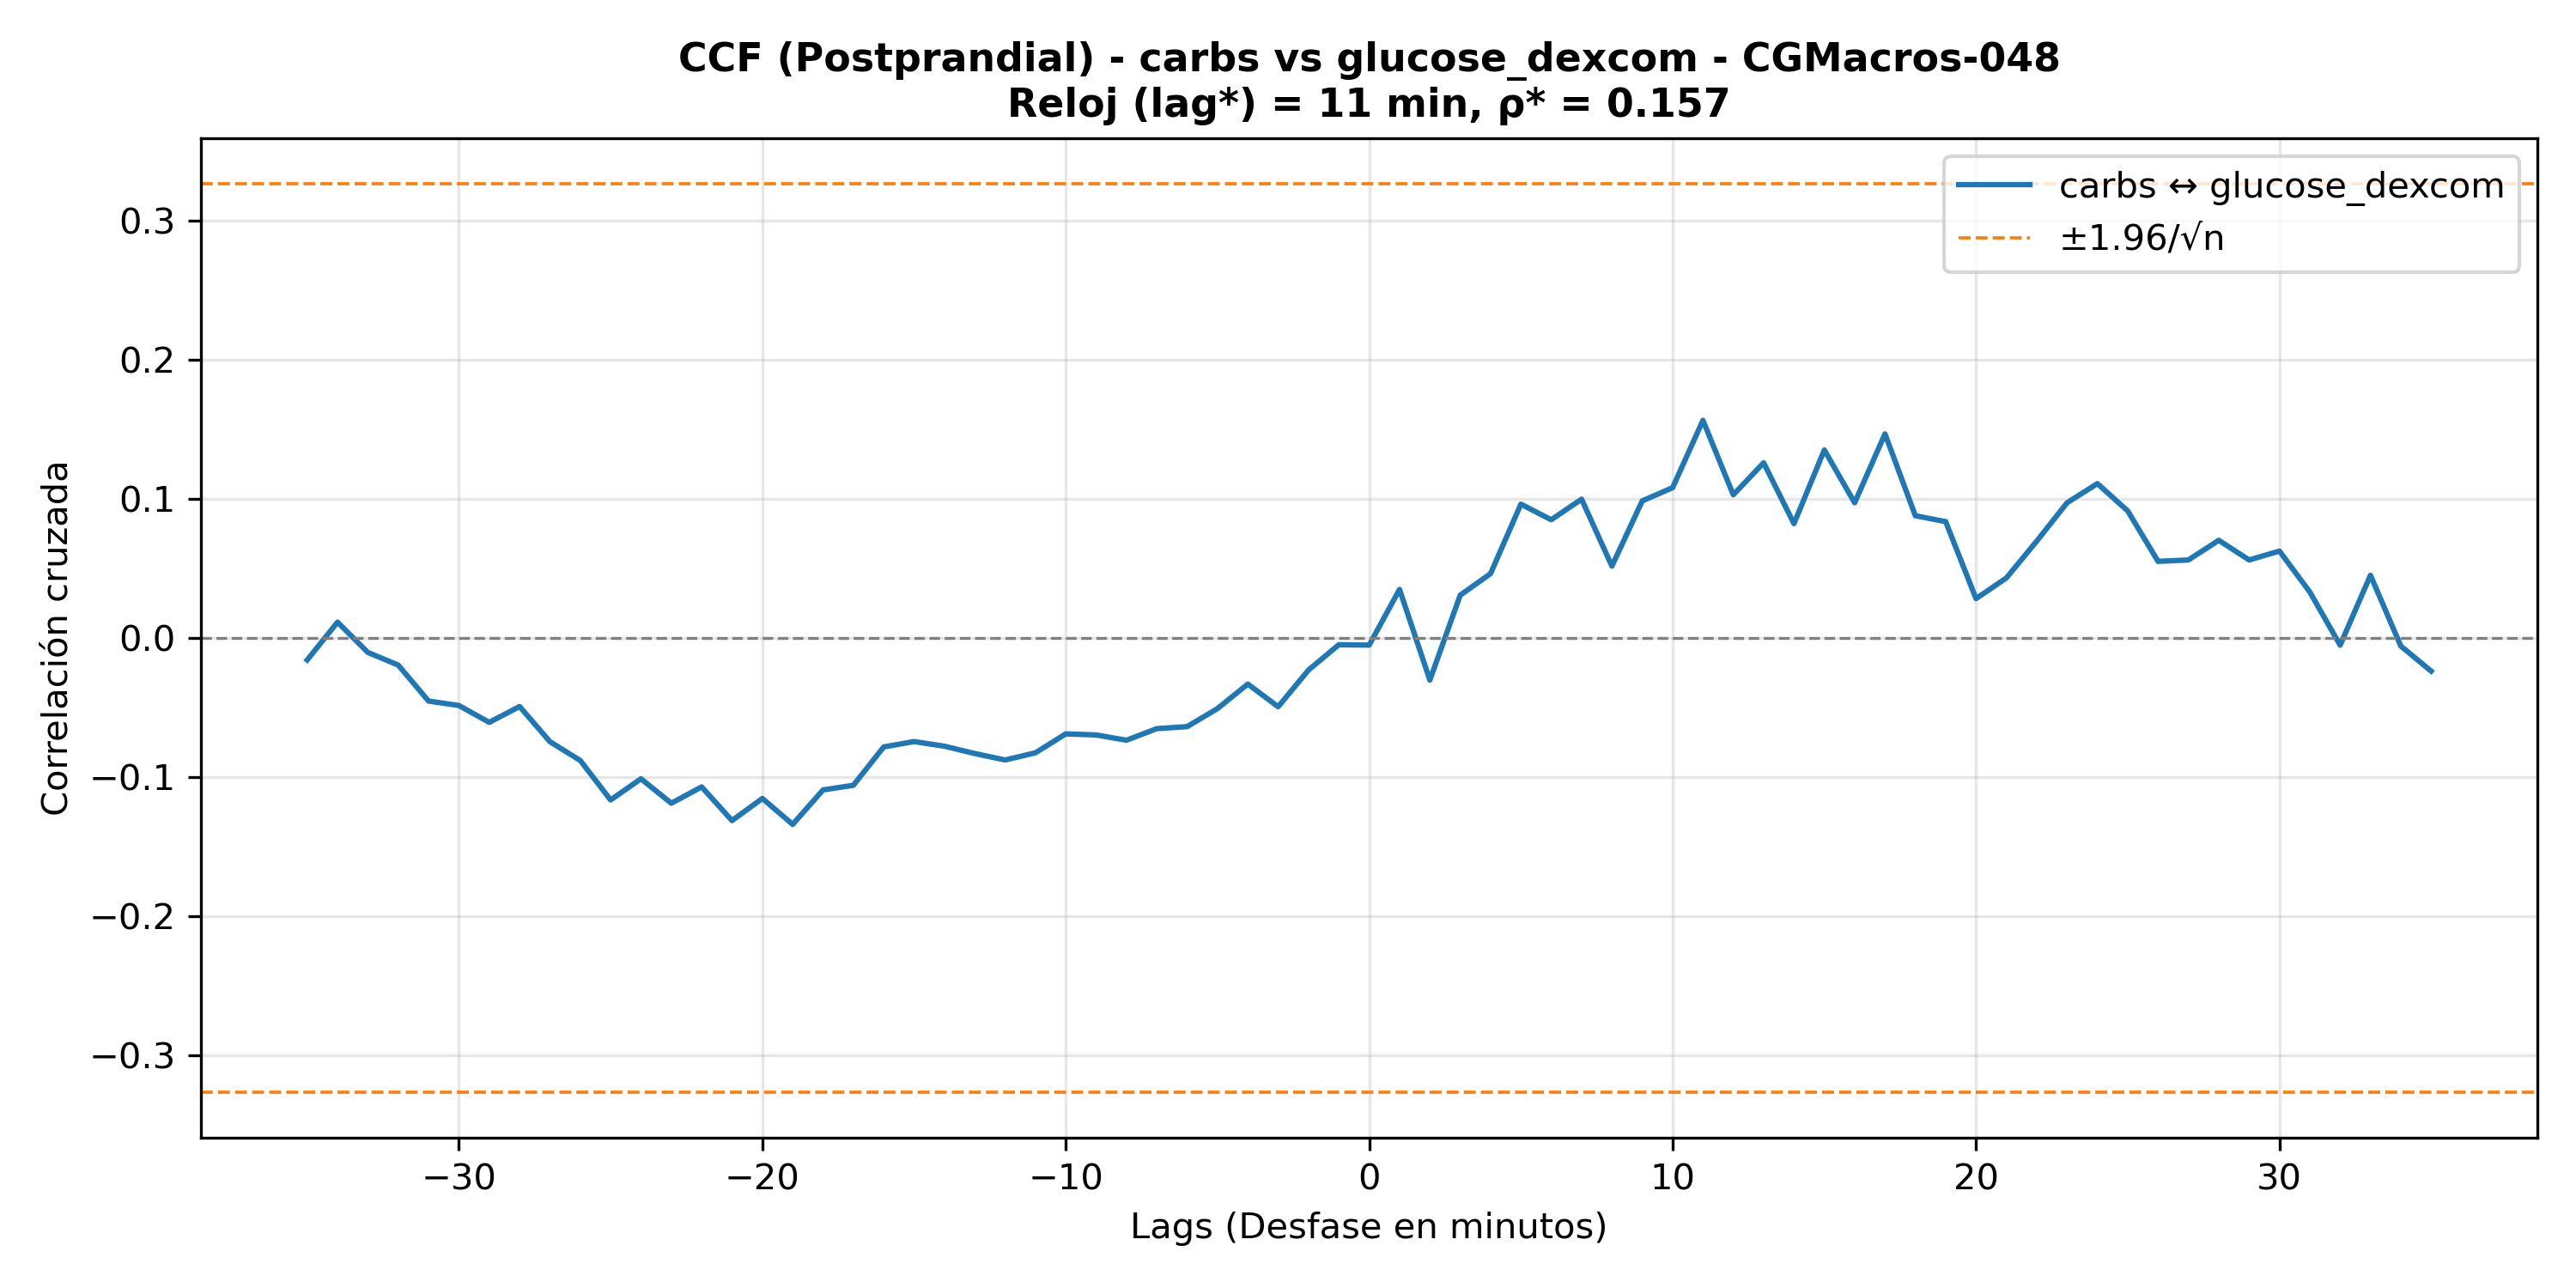 CCF (Postprandial) - carbs vs glucose_dexcom - CGMacros-048
Reloj (lag*) = 11 min, ρ* = 0.157
carbs ↔ glucose_dexcom
±1.96/√n
Correlación cruzada
0.3
0.2
0.1
0.0
−0.1
−0.2
−0.3
−30 −20 −10 0 10 20 30
Lags (Desfase en minutos)